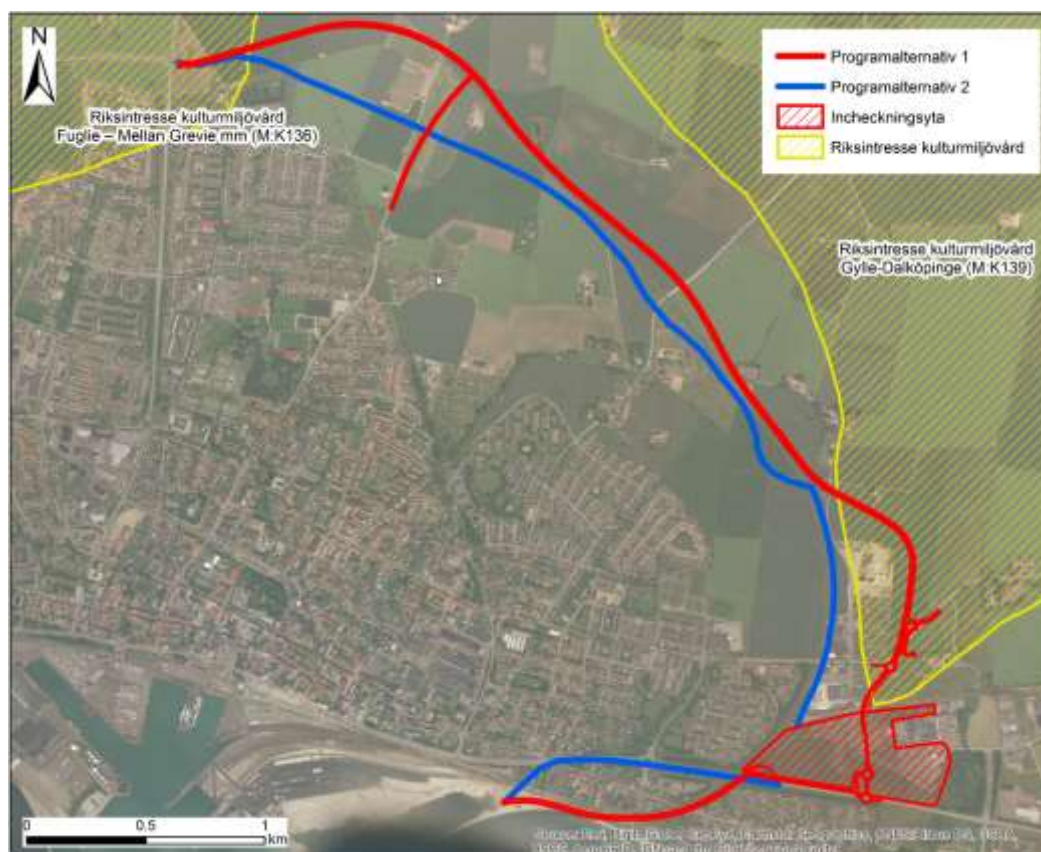 N
Programalternativ 1
Programalternativ 2
Incheckningsyta
Riksintresse kulturmiljövård
Riksintresse kulturmiljövård
Fuglie – Mellan Grevie mm (M:K136)
Riksintresse kulturmiljövård
Gylle-Dalköpinge (M:K139)
0 0,5 1
km